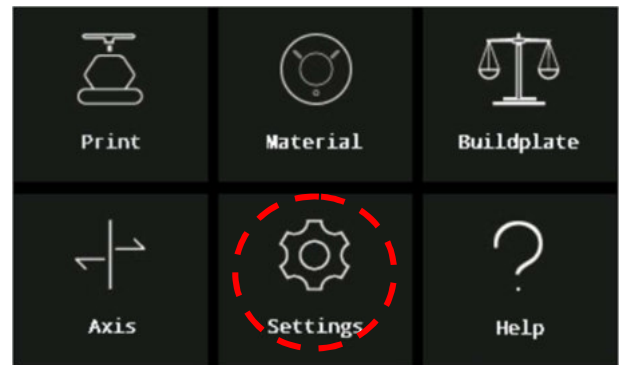 Print
Material
Buildplate
Axis
Settings
Help